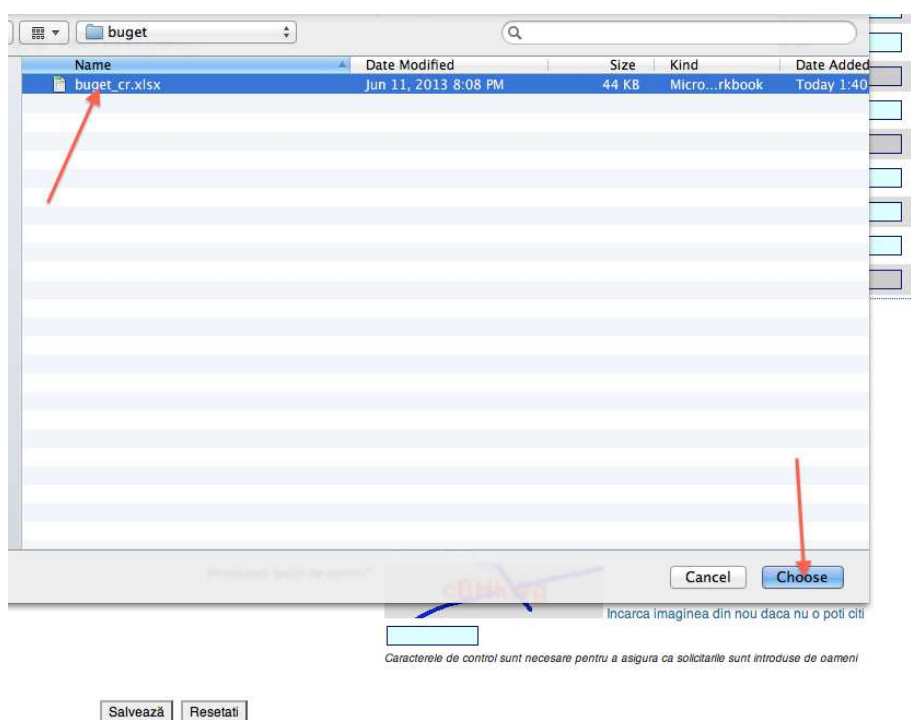 buget
Name Date Modified Size Kind Date Added
buget_cr.xlsx Jun 11, 2013 8:08 PM 44 KB Micro...rkbook Today 1:40
Cancel Choose
Incarca imaginea din nou daca nu o poti citi
Caracterele de control sunt necesare pentru a asigura ca solicitarile sunt introduse de oameni
Salvează Resetati